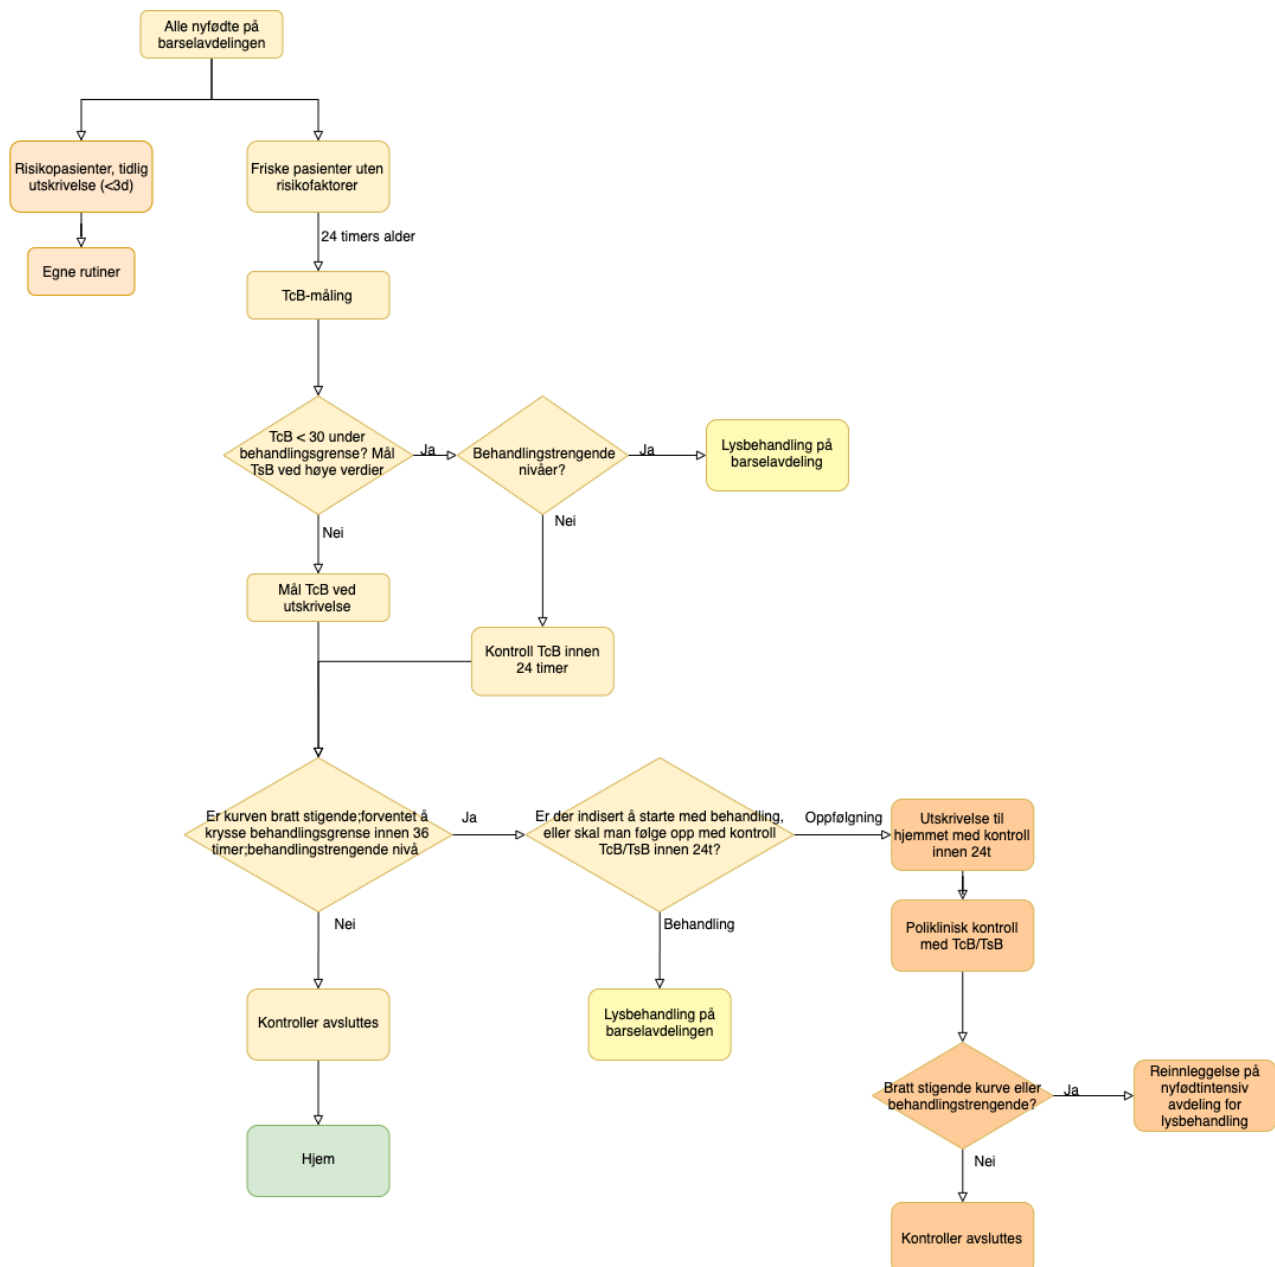 Alle nyfødte på
barselavdelingen
Risikopasienter, tidlig
utskrivelse (<3d)
Friske pasienter uten
risikofaktorer
24 timers alder
Egne rutiner
TcB-måling
TcB < 30 under
behandlingsgrense? Mål
TsB ved høye verdier
Ja
Behandlingstrengende
nivåer?
Ja
Lysbehandling på
barselavdeling
Nei
Nei
Mål TcB ved
utskrivelse
Kontroll TcB innen
24 timer
Er kurven bratt stigende;forventet å
krysse behandlingsgrense innen 36
timer;behandlingstrengende nivå
Ja
Er der indisert å starte med behandling,
eller skal man følge opp med kontroll
TcB/TsB innen 24t?
Oppfølgning
Utskrivelse til
hjemmet med kontroll
innen 24t
Nei
Behandling
Poliklinisk kontroll
med TcB/TsB
Kontroller avsluttes
Lysbehandling på
barselavdelingen
Bratt stigende kurve eller
behandlingstrengende?
Ja
Reinnleggelse på
nyfødtintensiv
avdeling for
lysbehandling
Hjem
Nei
Kontroller avsluttes